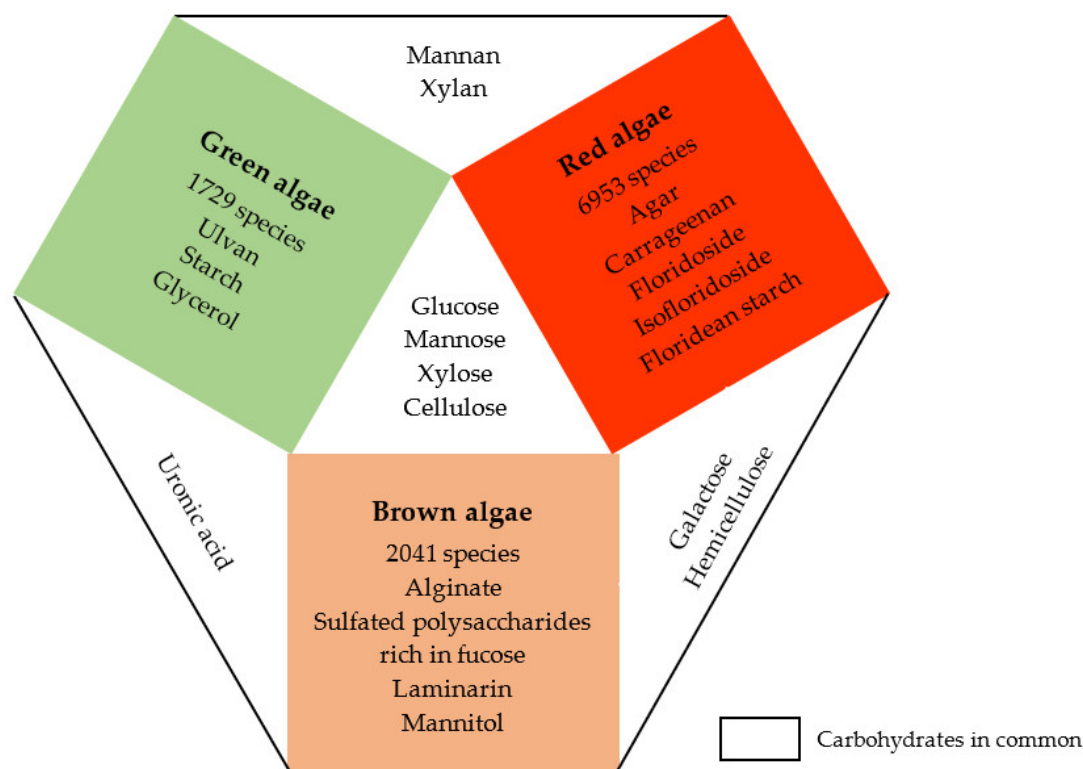 Mannan
Xylan
Green algae
1729 species
Ulvan
Starch
Glycerol
Red algae
6953 species
Agar
Carrageenan
Floridoside
Isofloridoside
Floridean starch
Glucose
Mannose
Xylose
Cellulose
Uronic acid
Galactose
Hemicellulose
Brown algae
2041 species
Alginate
Sulfated polysaccharides
rich in fucose
Laminarin
Mannitol
Carbohydrates in common